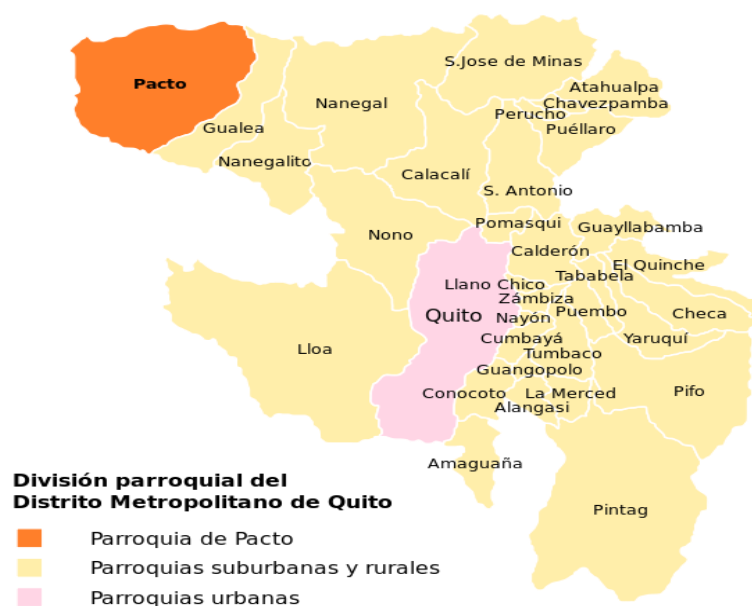 S.Jose de Minas
Pacto
Atahualpa
Nanegal
Chavezpamba
Perucho
Gualea
Puéllaro
Nanegalito
Calacalí
S. Antonio
Pomasqui
Guayllabamba
Nono
Calderón
El Quinche
Tababela
Llano Chico
Zámbiza
Quito
Nayón
Puembo
Checa
Cumbayá
Yaruquí
Lloa
Tumbaco
Guangopolo
Conocoto
La Merced
Pifo
Alangasi
Amaguaña
Pintag
División parroquial del
Distrito Metropolitano de Quito
Parroquia de Pacto
Parroquias suburbanas y rurales
Parroquias urbanas